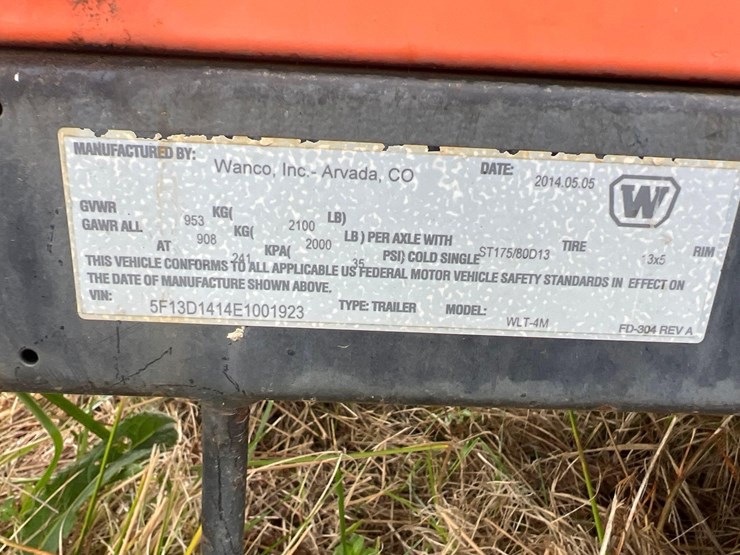 MANUFACTURED BY: Wanco, Inc.- Arvada, CO DATE: 2014.05.05
W
GVWR 953 KG( 2100 LB)
GAWR ALL 908 KG( 2000 LB) PER AXLE WITH ST175/80D13 TIRE 13x5 RIM
AT 241 KPA( 35 PSI) COLD SINGLE
THIS VEHICLE CONFORMS TO ALL APPLICABLE US FEDERAL MOTOR VEHICLE SAFETY STANDARDS IN EFFECT ON
THE DATE OF MANUFACTURE SHOWN ABOVE.
VIN: 5F13D1414E1001923 TYPE: TRAILER MODEL: WLT-4M
FD-304 REV A